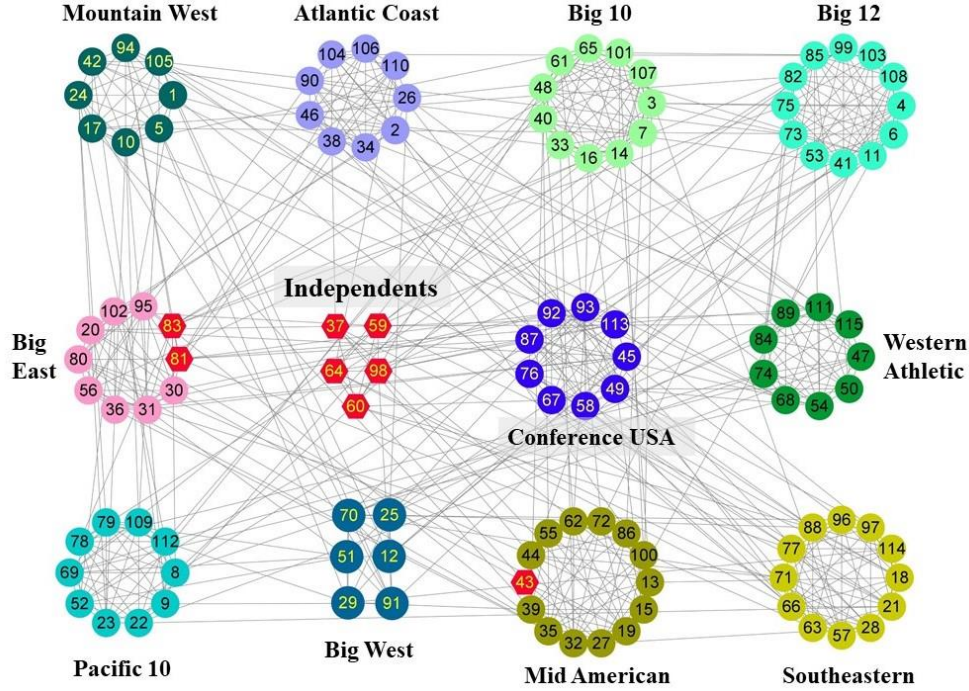 Mountain West Atlantic Coast Big 10 Big 12
94 106 65 101 99
42 105 104 110 61 107 85 103
24 1 90 26 48 3 82 108
17 5 46 2 40 7 75 4
10 38 34 33 16 14 73 6
53 41 11
Independents
102 95 83 37 59 92 93 113 89 111 115
20 81 64 98 87 45 84 47
Big East
80 30 60 76 49 74 50
Western Athletic
56 36 31 67 58 68 54
Conference USA
79 109 70 25 62 72 96
78 112 51 12 55 86 88 97
69 8 29 91 44 100 77 114
52 9 43 13 71 18
23 22 39 15 66 21
35 32 27 19 63 57 28
Pacific 10 Big West Mid American Southeastern